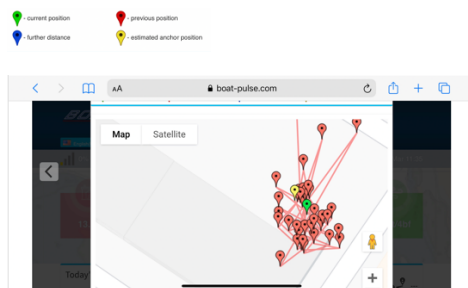 - current position
- previous position
- further distance
- estimated anchor position
AA
boat-pulse.com
Map
Satellite
+
Today'